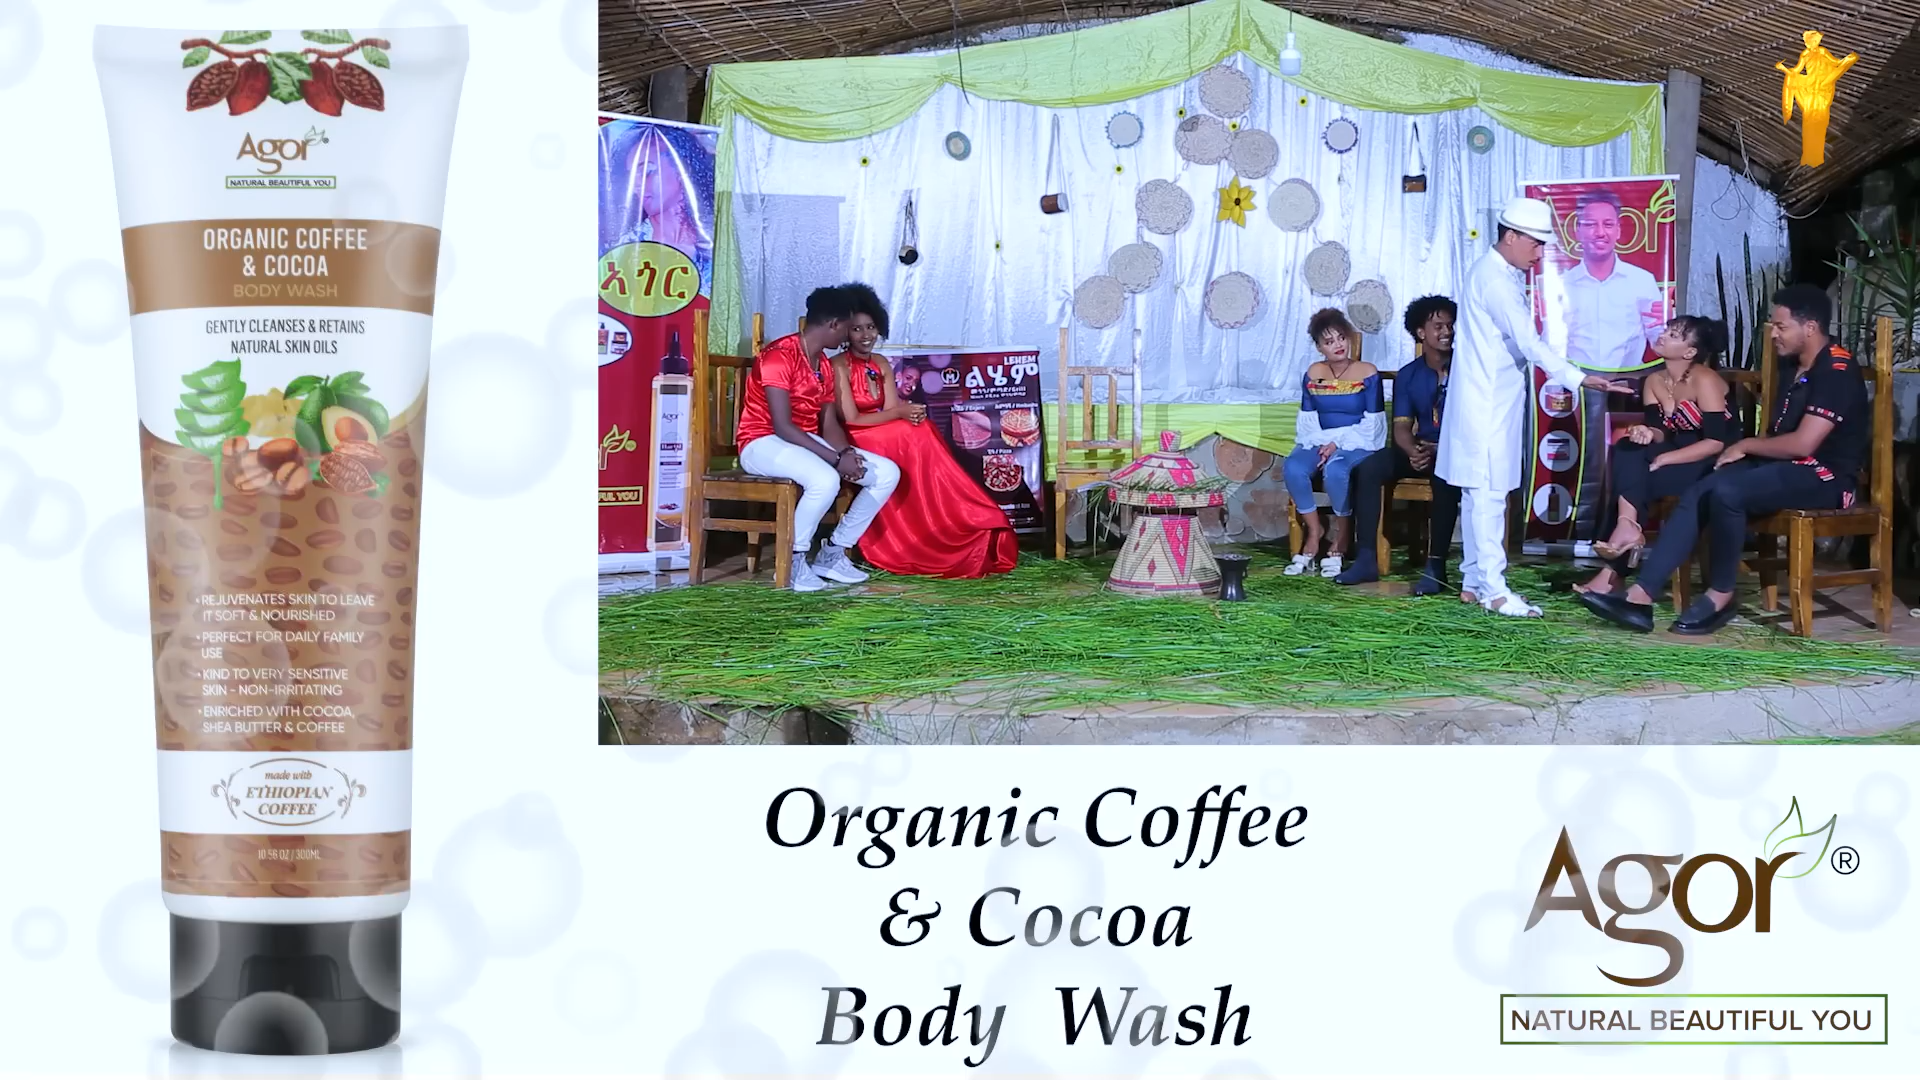 Agor
NATURAL BEAUTIFUL YOU
ORGANIC COFFEE
& COCOA
BODY WASH
GENTLY CLEANSES & RETAINS
NATURAL SKIN OILS
• REJUVENATES SKIN TO LEAVE
IT SOFT & NOURISHED
• PERFECT FOR DAILY FAMILY
USE
• KIND TO VERY SENSITIVE
SKIN - NON-IRRITATING
• ENRICHED WITH COCOA,
SHEA BUTTER & COFFEE
made with
ETHIOPIAN
COFFEE
10.56 OZ / 300ML
ኣጎር
LEHEM
ልሄም
Agor
Organic Coffee
& Cocoa
Body Wash
Agor®
NATURAL BEAUTIFUL YOU